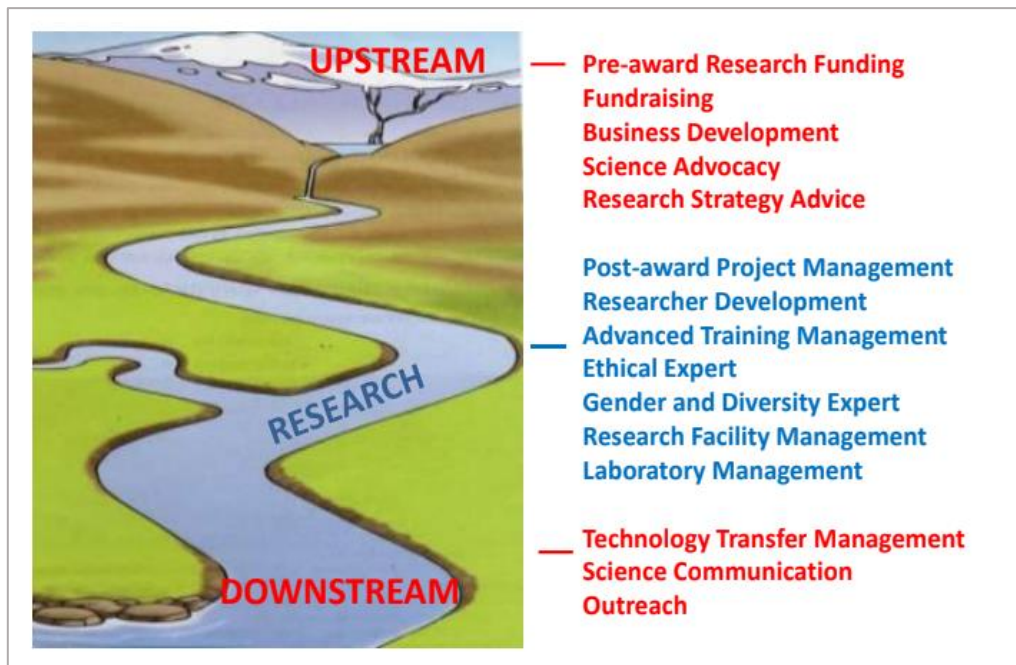 UPSTREAM
Pre-award Research Funding
Fundraising
Business Development
Science Advocacy
Research Strategy Advice
RESEARCH
Post-award Project Management
Researcher Development
Advanced Training Management
Ethical Expert
Gender and Diversity Expert
Research Facility Management
Laboratory Management
DOWNSTREAM
Technology Transfer Management
Science Communication
Outreach